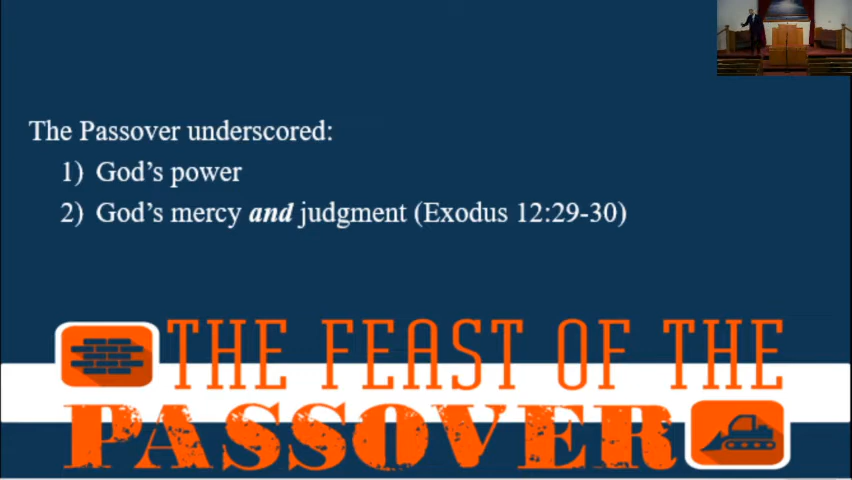 The Passover underscored:
1) God’s power
2) God’s mercy and judgment (Exodus 12:29-30)
THE FEAST OF THE
PASSOVER